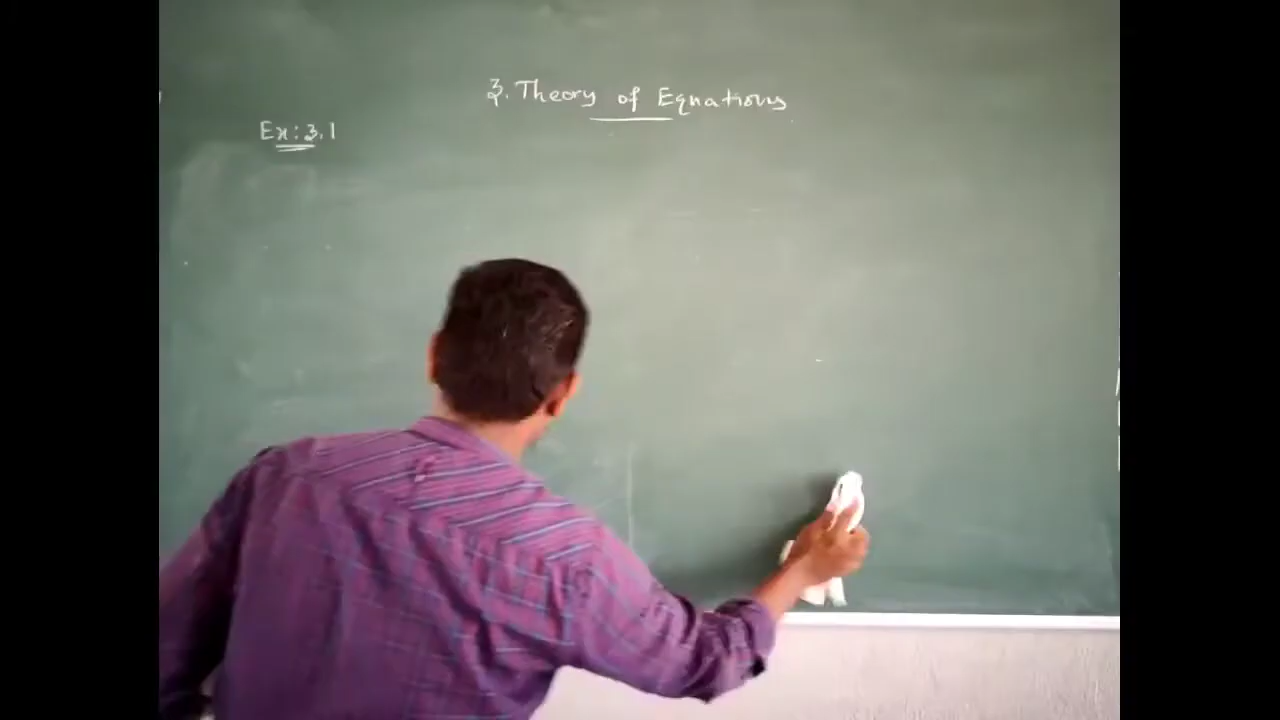 3. Theory of Equations
Ex: 3.1